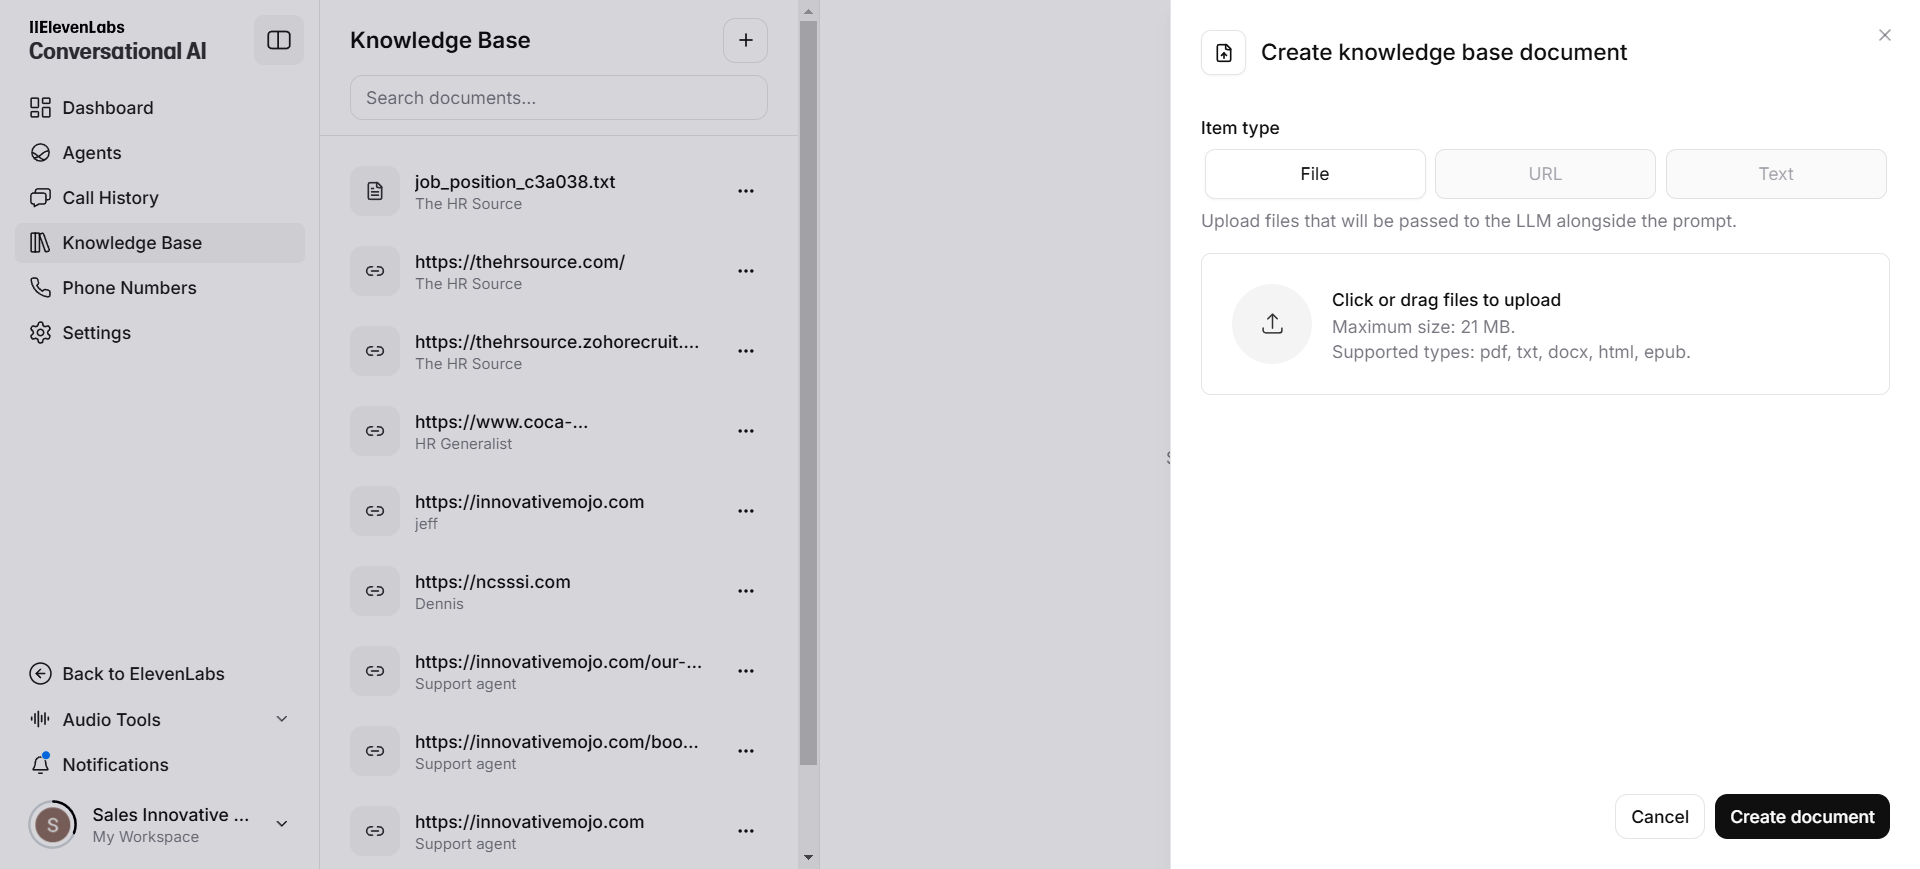 IIElevenLabs
Conversational AI
Dashboard
Agents
Call History
Knowledge Base
Phone Numbers
Settings
Back to ElevenLabs
Audio Tools
Notifications
S
Sales Innovative ...
My Workspace
Knowledge Base
Search documents...
job_position_c3a038.txt
The HR Source
https://thehrsource.com/
The HR Source
https://thehrsource.zohorecruit....
The HR Source
https://www.coca-...
HR Generalist
https://innovativemojo.com
jeff
https://ncsssi.com
Dennis
https://innovativemojo.com/our-...
Support agent
https://innovativemojo.com/boo...
Support agent
https://innovativemojo.com
Support agent
Create knowledge base document
Item type
File
URL
Text
Upload files that will be passed to the LLM alongside the prompt.
Click or drag files to upload
Maximum size: 21 MB.
Supported types: pdf, txt, docx, html, epub.
Cancel
Create document